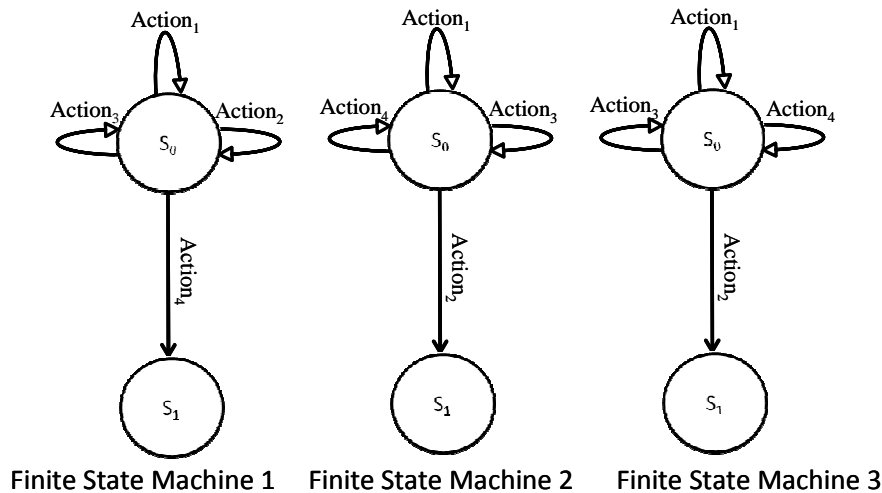 Action₁
Action₃
Action₂
S₀
Action₄
S₁
Finite State Machine 1
Action₁
Action₄
Action₃
S₀
Action₂
S₁
Finite State Machine 2
Action₁
Action₃
Action₄
S₀
Action₂
S₁
Finite State Machine 3